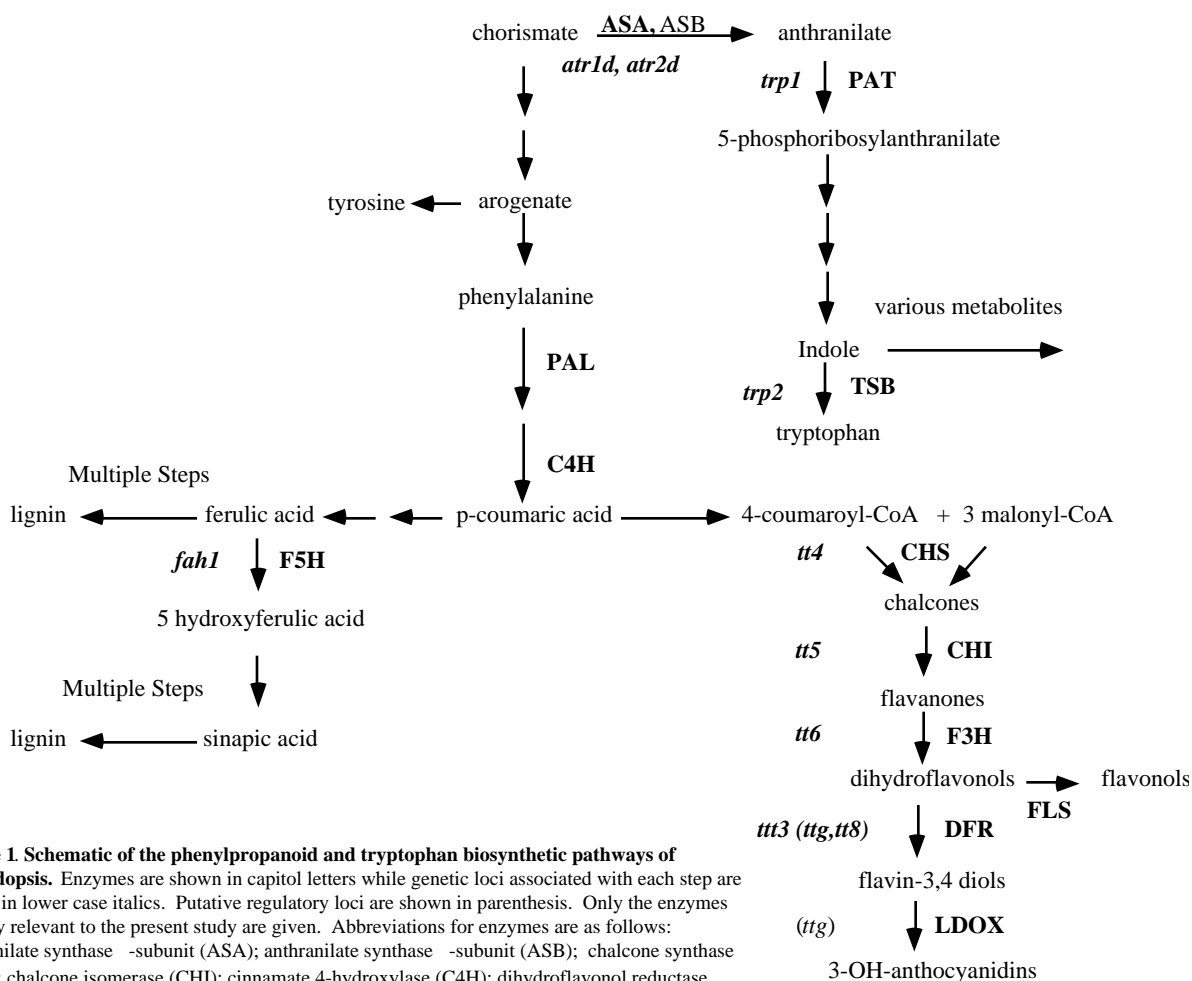 chorismate ASA, ASB anthranilate
atr1d, atr2d
trp1 PAT
5-phosphoribosylanthranilate
tyrosine arogenate
phenylalanine
various metabolites
Indole
PAL
trp2 TSB
tryptophan
C4H
Multiple Steps
lignin ferulic acid p-coumaric acid 4-coumaroyl-CoA + 3 malonyl-CoA
fah1 F5H
tt4 CHS
chalcones
5 hydroxyferulic acid
tt5 CHI
Multiple Steps
flavanones
lignin sinapic acid
tt6 F3H
dihydroflavonols flavonols
FLS
ttt3 (ttg,tt8) DFR
flavin-3,4 diols
(ttg) LDOX
3-OH-anthocyanidins
1. Schematic of the phenylpropanoid and tryptophan biosynthetic pathways of
Enzymes are shown in capitol letters while genetic loci associated with each step are
in lower case italics. Putative regulatory loci are shown in parenthesis. Only the enzymes
relevant to the present study are given. Abbreviations for enzymes are as follows:
synthase -subunit (ASA); anthranilate synthase -subunit (ASB); chalcone synthase
chalcone isomerase (CHI); cinnamate 4-hydroxylase (C4H); dihydroflavonol reductase